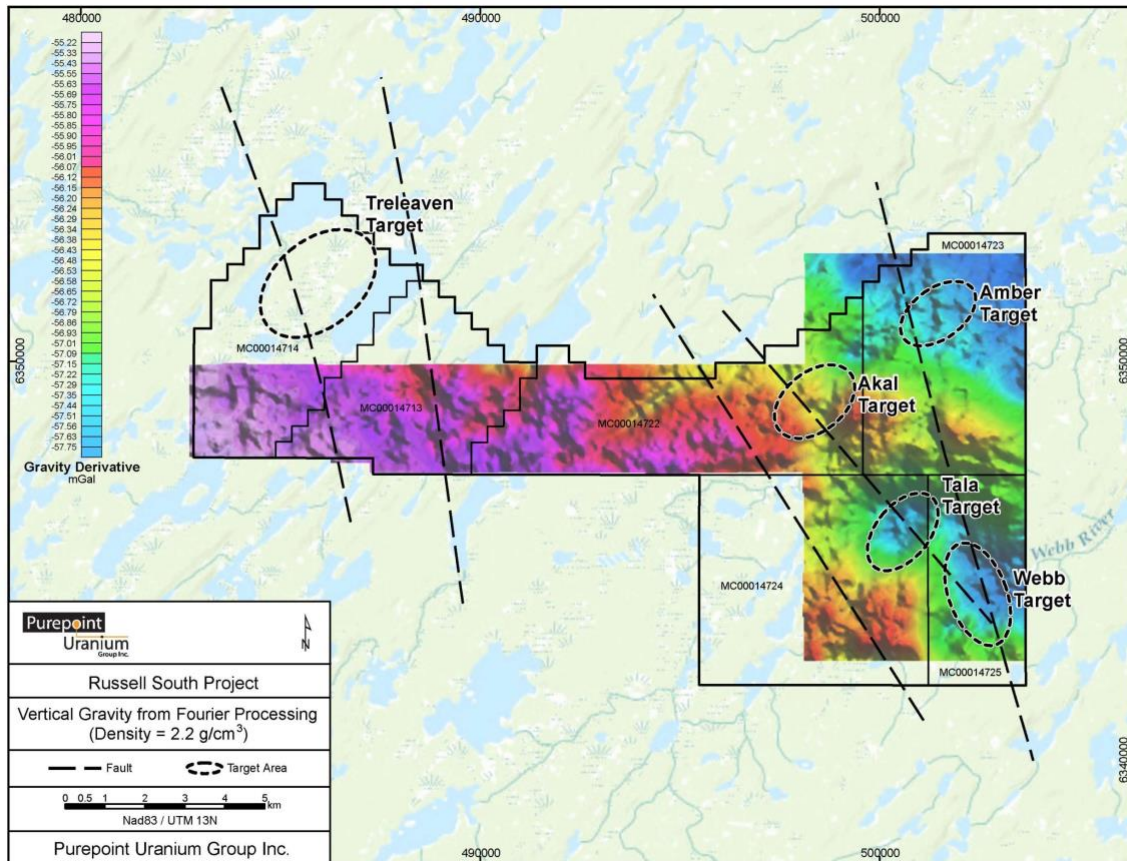 480000
490000
500000
-55.22
-55.33
-55.43
-55.55
-55.63
-55.69
-55.75
-55.80
-55.85
-55.90
-55.95
-56.01
-56.07
-56.12
-56.15
-56.20
-56.24
-56.29
-56.34
-56.38
-56.43
-56.48
-56.53
-56.58
-56.65
-56.72
-56.79
-56.86
-56.93
-57.01
-57.09
-57.15
-57.22
-57.29
-57.35
-57.44
-57.51
-57.56
-57.63
-57.75
Gravity Derivative
mGal
Treleaven
Target
MC00014723
Amber
Target
MC00014714
6350000
6350000
Akal
Target
MC00014713
MC00014722
Tala
Target
Webb River
Webb
Target
MC00014724
MC00014725
Purepoint
Uranium
Group Inc.
N
Russell South Project
Vertical Gravity from Fourier Processing
(Density = 2.2 g/cm³)
Fault
Target Area
0 0.5 1 2 3 4 5
km
Nad83 / UTM 13N
Purepoint Uranium Group Inc.
6340000
490000
500000